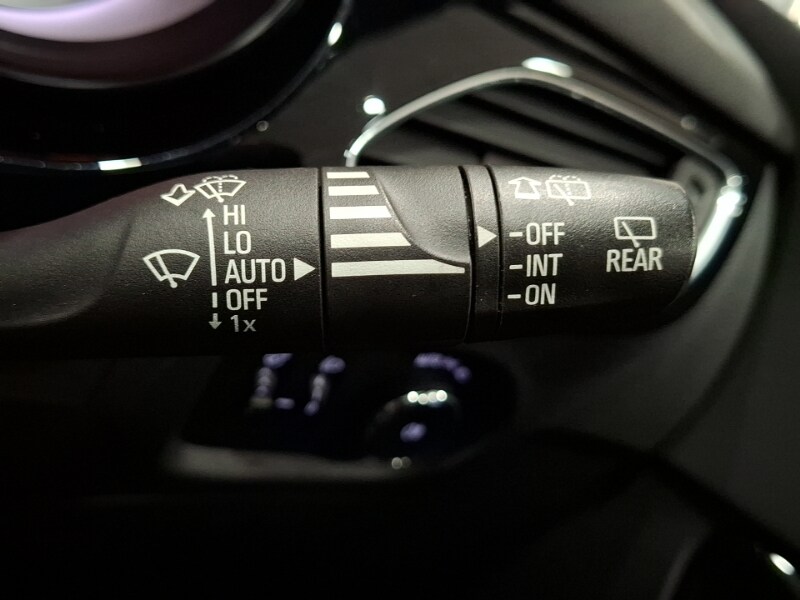 HI
LO
AUTO
OFF
1x
OFF
INT
ON
REAR